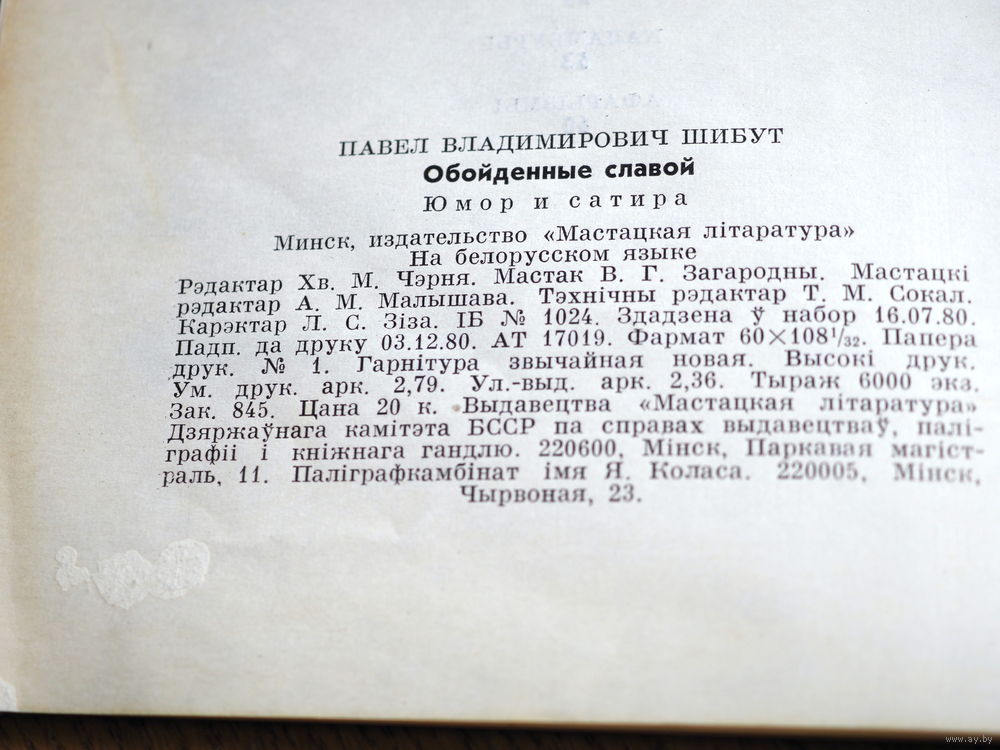 ПАВЕЛ ВЛАДИМИРОВИЧ ШИБУТ
Обойденные славой
Юмор и сатира
Минск, издательство «Мастацкая літаратура»
На белорусском языке
Рэдактар Хв. М. Чэрня. Мастак В. Г. Загародны. Мастацкі
рэдактар А. М. Малышава. Тэхнічны рэдактар Т. М. Сокал.
Карэктар Л. С. Зіза. ІБ № 1024. Здадзена ў набор 16.07.80.
Падп. да друку 03.12.80. АТ 17019. Фармат 60×108¹/₃₂. Папера
друк. № 1. Гарнітура звычайная новая. Высокі друк.
Ум. друк. арк. 2,79. Ул.-выд. арк. 2,36. Тыраж 6000 экз.
Зак. 845. Цана 20 к. Выдавецтва «Мастацкая літаратура»
Дзяржаўнага камітэта БССР па справах выдавецтваў, палі-
графіі і кніжнага гандлю. 220600, Мінск, Паркавая магіст-
раль, 11. Паліграфкамбінат імя Я. Коласа. 220005, Мінск,
Чырвоная, 23.
www.ay.by